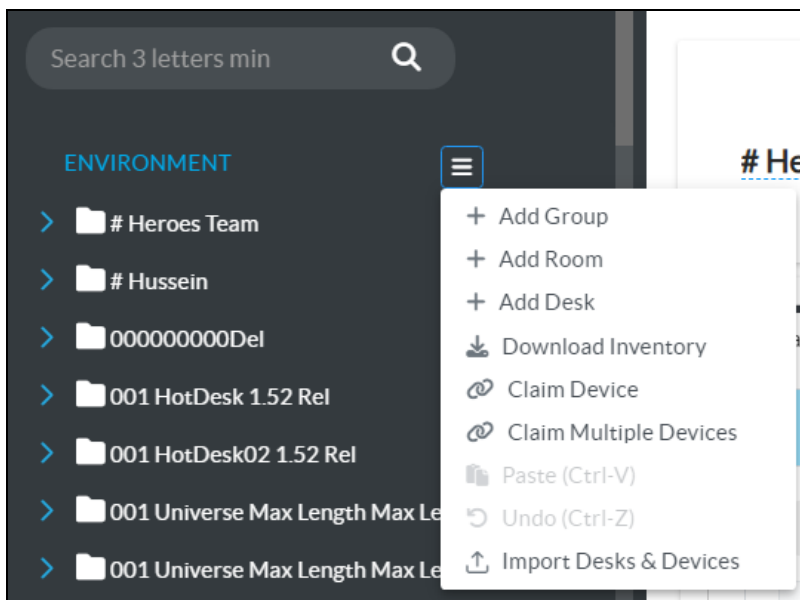 Search 3 letters min
ENVIRONMENT
# Heroes Team
# Hussein
000000000Del
001 HotDesk 1.52 Rel
001 HotDesk02 1.52 Rel
001 Universe Max Length Max Le
001 Universe Max Length Max Le
Add Group
Add Room
Add Desk
Download Inventory
Claim Device
Claim Multiple Devices
Paste (Ctrl-V)
Undo (Ctrl-Z)
Import Desks & Devices
# He